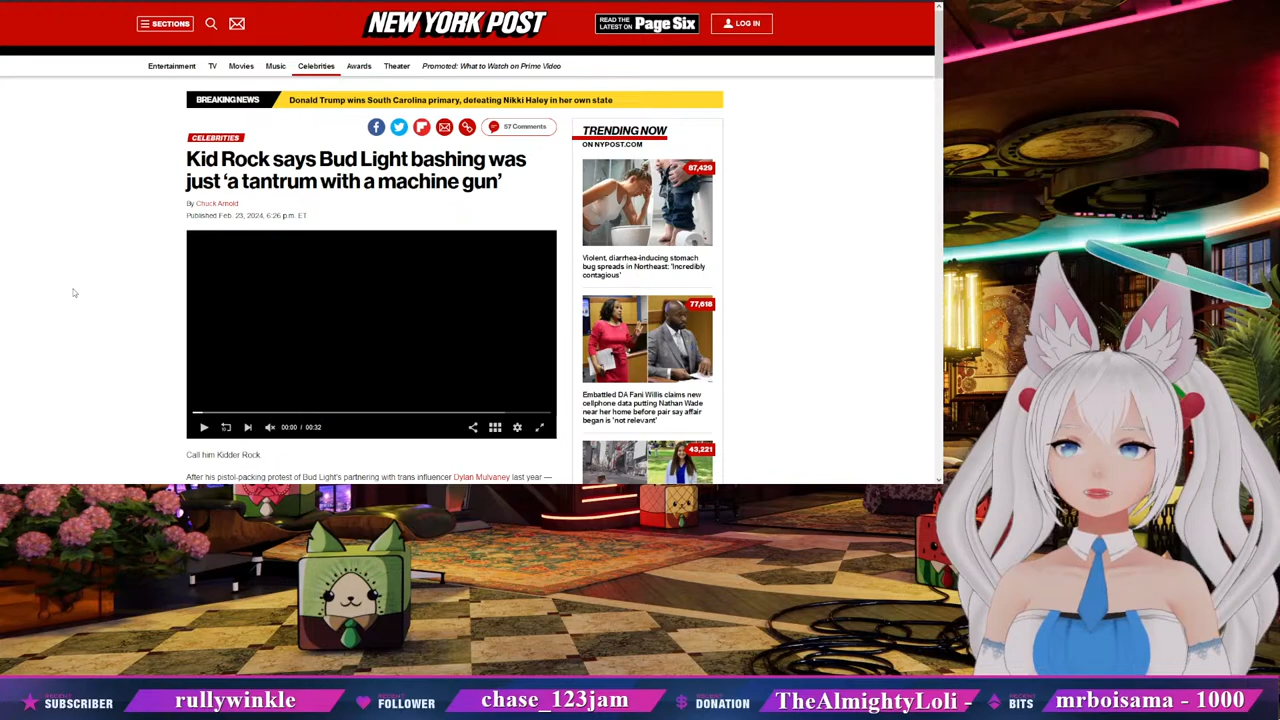 SECTIONS
NEW YORK POST
READ THE LATEST ON Page Six
LOG IN
Entertainment TV Movies Music Celebrities Awards Theater Promoted: What to Watch on Prime Video
BREAKING NEWS Donald Trump wins South Carolina primary, defeating Nikki Haley in her own state
57 Comments
CELEBRITIES
Kid Rock says Bud Light bashing was
just ‘a tantrum with a machine gun’
By Chuck Arnold
Published Feb. 23, 2024, 6:26 p.m. ET
00:00 / 00:32
Call him Kidder Rock.
After his pistol-packing protest of Bud Light's partnering with trans influencer Dylan Mulvaney last year —
TRENDING NOW
ON NYPOST.COM
87,429
Violent, diarrhea-inducing stomach
bug spreads in Northeast: 'Incredibly
contagious'
77,618
Embattled DA Fani Willis claims new
cellphone data putting Nathan Wade
near her home before pair say affair
began is 'not relevant'
43,221
RECENT SUBSCRIBER rullywinkle RECENT FOLLOWER chase_123jam RECENT DONATION TheAlmightyLoli - RECENT BITS mrboisama - 1000